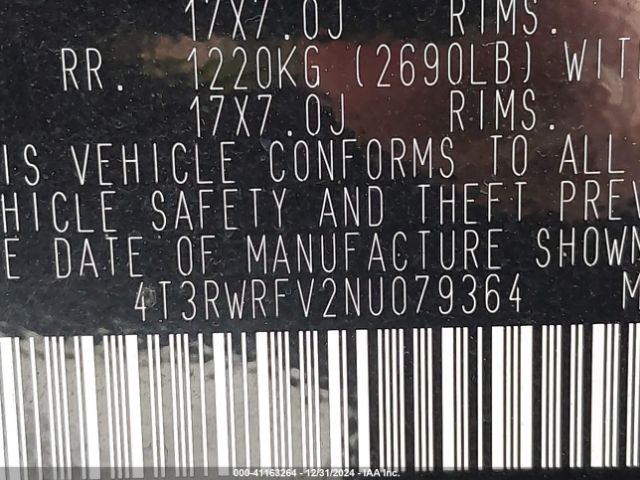 17X7.0J RIMS.
RR. 1220KG (2690LB) WIT
17X7.0J RIMS.
IS VEHICLE CONFORMS TO ALL
HICLE SAFETY AND THEFT PREV
E DATE OF MANUFACTURE SHOWN
4T3RWRFV2NU079364 M
000-41163264 - 12/31/2024 - IAA Inc.